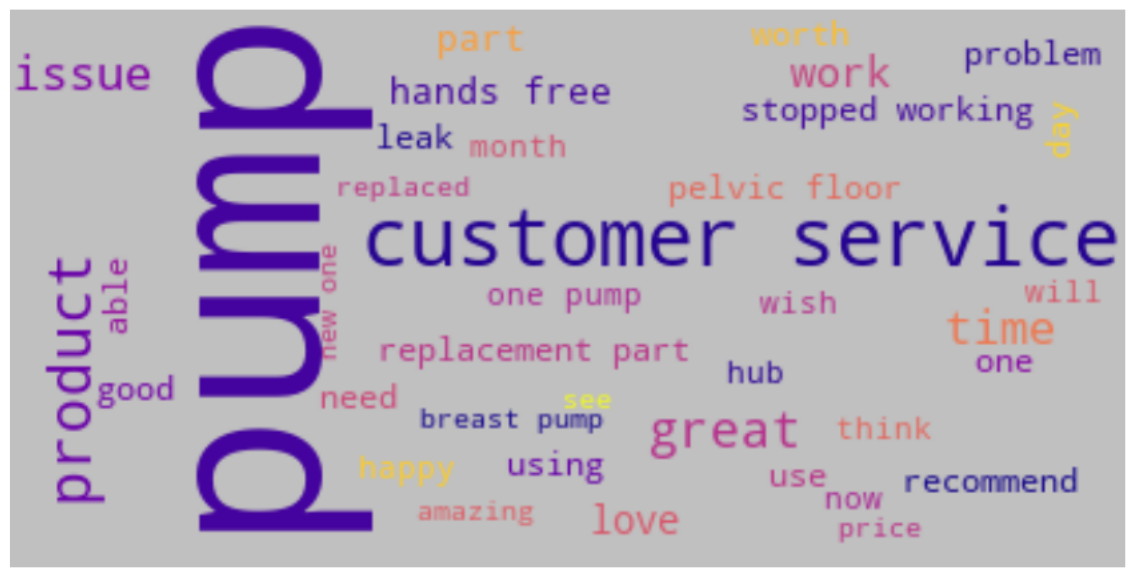 part
worth
problem
issue
work
hands free
stopped working
day
leak
month
replaced
pelvic floor
pump
customer service
new one
product
able
one pump
wish
will
time
replacement part
one
hub
good
need
see
breast pump
great
think
happy
using
use
recommend
now
amazing
love
price